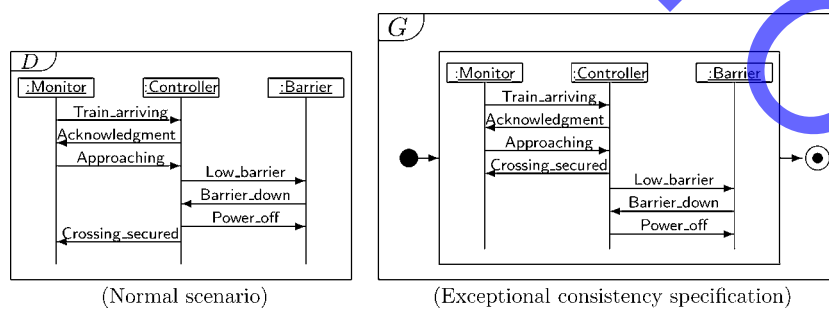 D
:Monitor :Controller :Barrier
Train_arriving
Acknowledgment
Approaching
Low_barrier
Barrier_down
Power_off
Crossing_secured
(Normal scenario)
G
:Monitor :Controller :Barrier
Train_arriving
Acknowledgment
Approaching
Crossing_secured
Low_barrier
Barrier_down
Power_off
(Exceptional consistency specification)